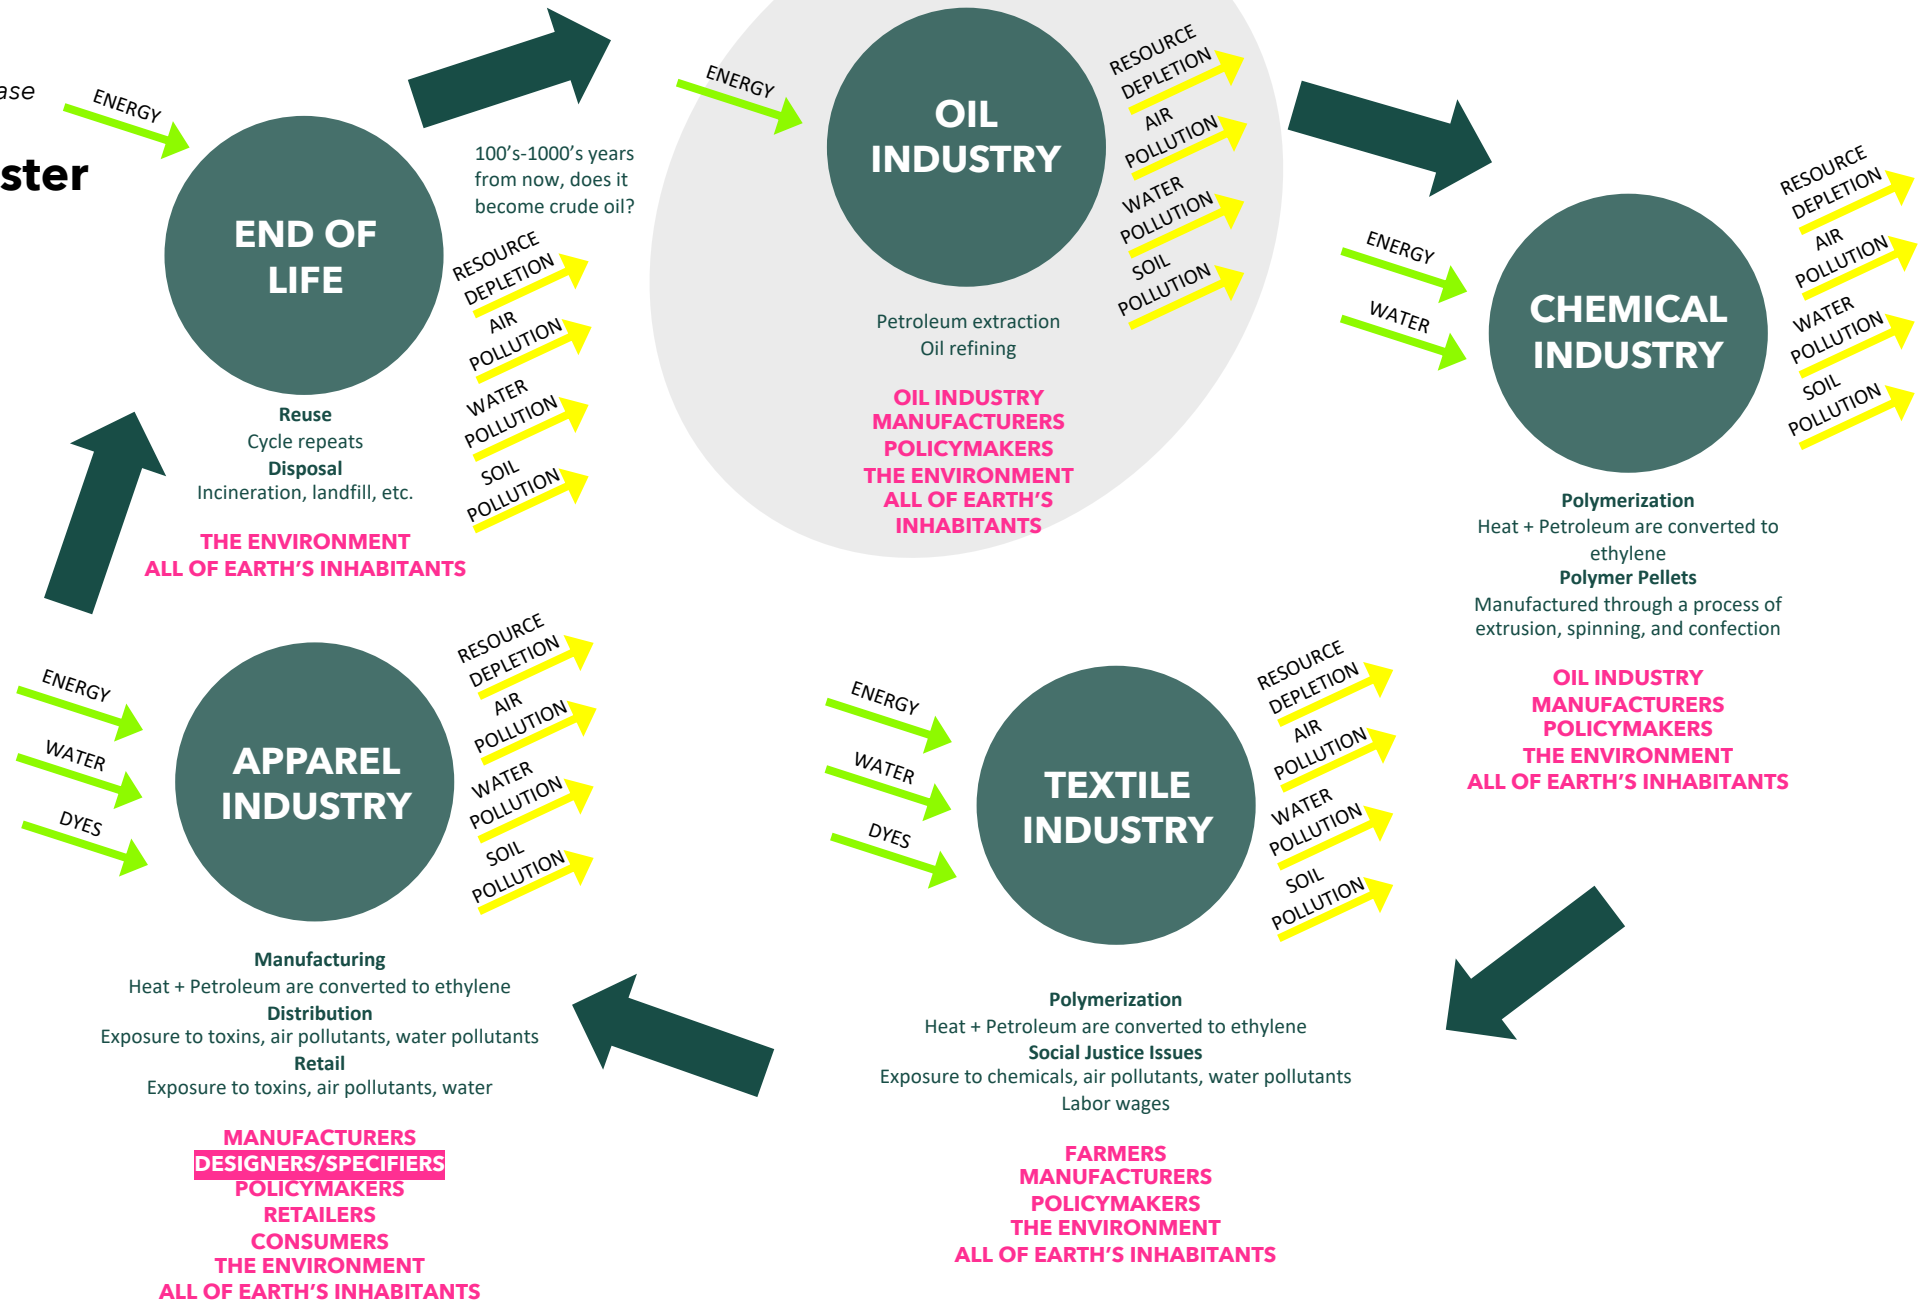 ase
ster
ENERGY
END OF
LIFE
100's-1000's years
from now, does it
become crude oil?
RESOURCE
DEPLETION
AIR
POLLUTION
WATER
POLLUTION
SOIL
POLLUTION
Reuse
Cycle repeats
Disposal
Incineration, landfill, etc.
THE ENVIRONMENT
ALL OF EARTH'S INHABITANTS
ENERGY
OIL
INDUSTRY
RESOURCE
DEPLETION
AIR
POLLUTION
WATER
POLLUTION
SOIL
POLLUTION
Petroleum extraction
Oil refining
OIL INDUSTRY
MANUFACTURERS
POLICYMAKERS
THE ENVIRONMENT
ALL OF EARTH'S
INHABITANTS
ENERGY
WATER
CHEMICAL
INDUSTRY
RESOURCE
DEPLETION
AIR
POLLUTION
WATER
POLLUTION
SOIL
POLLUTION
Polymerization
Heat + Petroleum are converted to
ethylene
Polymer Pellets
Manufactured through a process of
extrusion, spinning, and confection
OIL INDUSTRY
MANUFACTURERS
POLICYMAKERS
THE ENVIRONMENT
ALL OF EARTH'S INHABITANTS
ENERGY
WATER
DYES
TEXTILE
INDUSTRY
RESOURCE
DEPLETION
AIR
POLLUTION
WATER
POLLUTION
SOIL
POLLUTION
Polymerization
Heat + Petroleum are converted to ethylene
Social Justice Issues
Exposure to chemicals, air pollutants, water pollutants
Labor wages
FARMERS
MANUFACTURERS
POLICYMAKERS
THE ENVIRONMENT
ALL OF EARTH'S INHABITANTS
ENERGY
WATER
DYES
APPAREL
INDUSTRY
RESOURCE
DEPLETION
AIR
POLLUTION
WATER
POLLUTION
SOIL
POLLUTION
Manufacturing
Heat + Petroleum are converted to ethylene
Distribution
Exposure to toxins, air pollutants, water pollutants
Retail
Exposure to toxins, air pollutants, water
MANUFACTURERS
DESIGNERS/SPECIFIERS
POLICYMAKERS
RETAILERS
CONSUMERS
THE ENVIRONMENT
ALL OF EARTH'S INHABITANTS